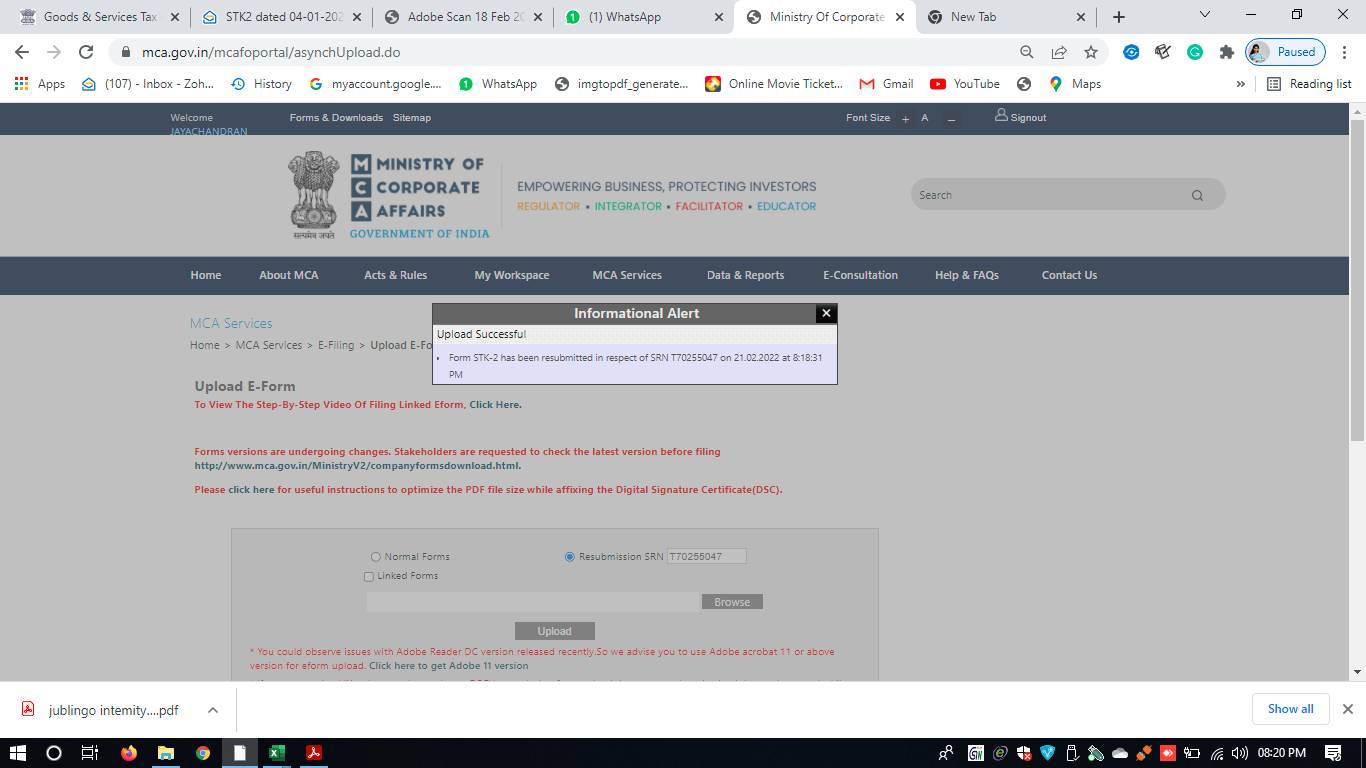 Goods & Services Tax
STK2 dated 04-01-202
Adobe Scan 18 Feb 20
(1) WhatsApp
Ministry Of Corporate
New Tab
mca.gov.in/mcafoportal/asynchUpload.do
Paused
Apps
(107) - Inbox - Zoh...
History
myaccount.google....
WhatsApp
imgtopdf_generate...
Online Movie Ticket...
Gmail
YouTube
Maps
»
Reading list
Welcome
JAYACHANDRAN
Forms & Downloads
Sitemap
Font Size + A –
Signout
सत्यमेव जयते
MINISTRY OF
CORPORATE
AFFAIRS
GOVERNMENT OF INDIA
EMPOWERING BUSINESS, PROTECTING INVESTORS
REGULATOR • INTEGRATOR • FACILITATOR • EDUCATOR
Search
Home
About MCA
Acts & Rules
My Workspace
MCA Services
Data & Reports
E-Consultation
Help & FAQs
Contact Us
Informational Alert
Upload Successful
• Form STK-2 has been resubmitted in respect of SRN T70255047 on 21.02.2022 at 8:18:31
PM
MCA Services
Home > MCA Services > E-Filing > Upload E-Fo
Upload E-Form
To View The Step-By-Step Video Of Filing Linked Eform, Click Here.
Forms versions are undergoing changes. Stakeholders are requested to check the latest version before filing
http://www.mca.gov.in/MinistryV2/companyformsdownload.html.
Please click here for useful instructions to optimize the PDF file size while affixing the Digital Signature Certificate(DSC).
Normal Forms
Resubmission SRN T70255047
Linked Forms
Browse
Upload
* You could observe issues with Adobe Reader DC version released recently.So we advise you to use Adobe acrobat 11 or above
version for eform upload. Click here to get Adobe 11 version
jublingo intemity....pdf
Show all
08:20 PM